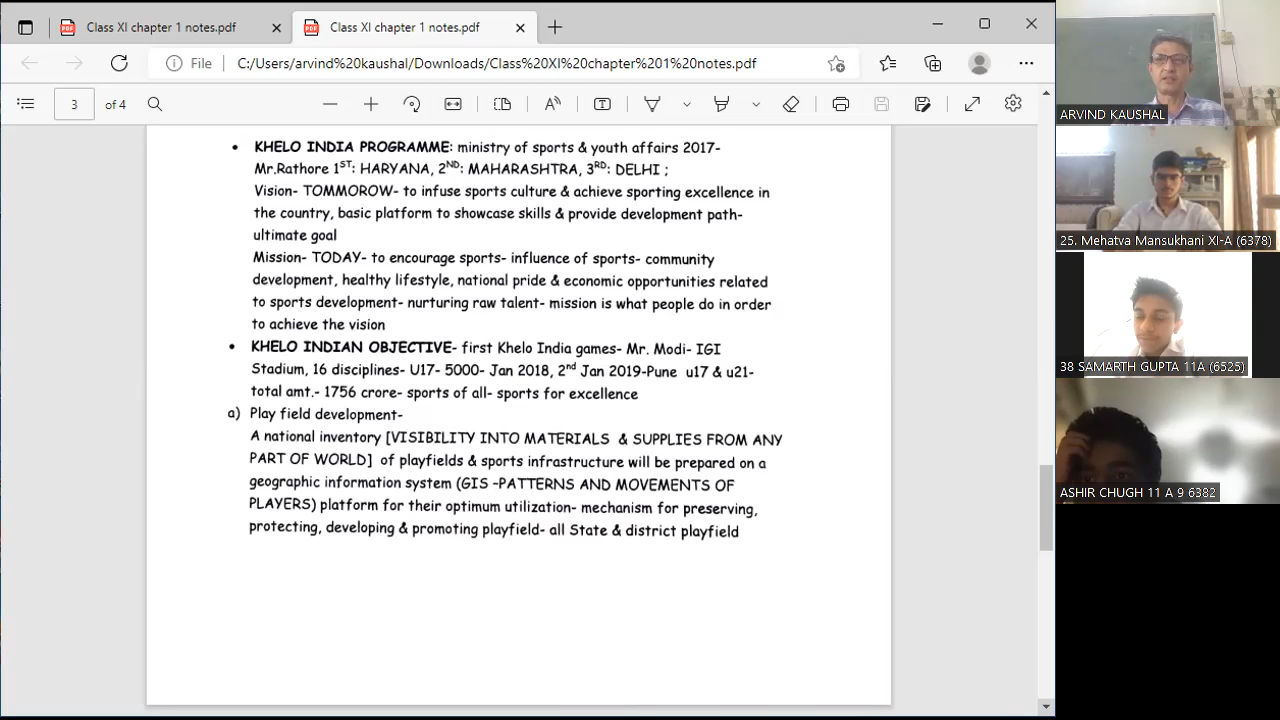 Class XI chapter 1 notes.pdf
Class XI chapter 1 notes.pdf
File
C:/Users/arvind%20kaushal/Downloads/Class%20XI%20chapter%201%20notes.pdf
3 of 4
• KHELO INDIA PROGRAMME: ministry of sports & youth affairs 2017-
Mr.Rathore 1ST: HARYANA, 2ND: MAHARASHTRA, 3RD: DELHI ;
Vision- TOMMOROW- to infuse sports culture & achieve sporting excellence in
the country, basic platform to showcase skills & provide development path-
ultimate goal
Mission- TODAY- to encourage sports- influence of sports- community
development, healthy lifestyle, national pride & economic opportunities related
to sports development- nurturing raw talent- mission is what people do in order
to achieve the vision
• KHELO INDIAN OBJECTIVE- first Khelo India games- Mr. Modi- IGI
Stadium, 16 disciplines- U17- 5000- Jan 2018, 2nd Jan 2019-Pune u17 & u21-
total amt.- 1756 crore- sports of all- sports for excellence
a) Play field development-
A national inventory [VISIBILITY INTO MATERIALS & SUPPLIES FROM ANY
PART OF WORLD] of playfields & sports infrastructure will be prepared on a
geographic information system (GIS -PATTERNS AND MOVEMENTS OF
PLAYERS) platform for their optimum utilization- mechanism for preserving,
protecting, developing & promoting playfield- all State & district playfield
ARVIND KAUSHAL
25. Mehatva Mansukhani XI-A (6378)
38 SAMARTH GUPTA 11A (6525)
ASHIR CHUGH 11 A 9 6382